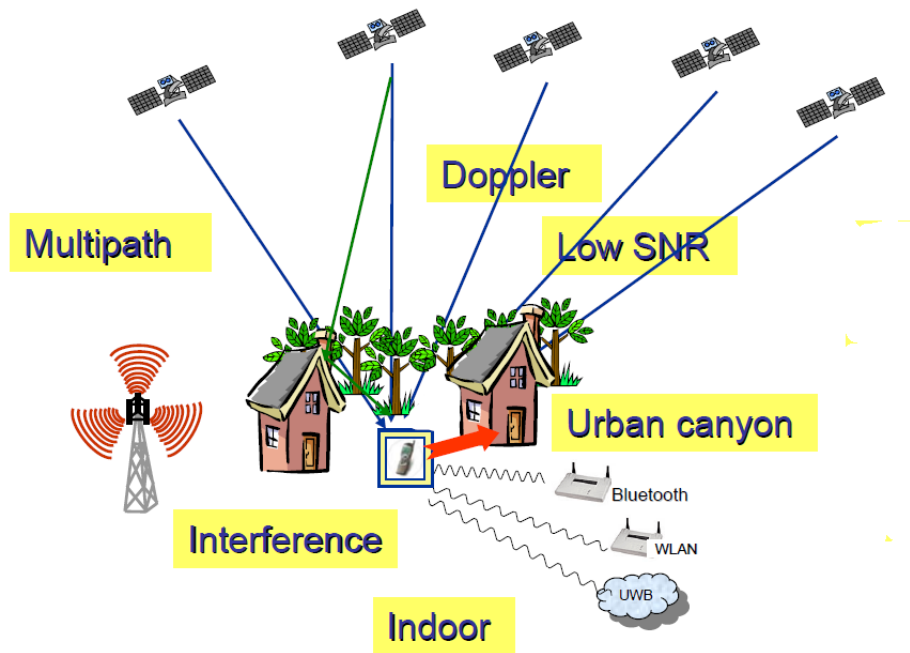 Doppler
Multipath
Low SNR
Urban canyon
Bluetooth
Interference
WLAN
UWB
Indoor